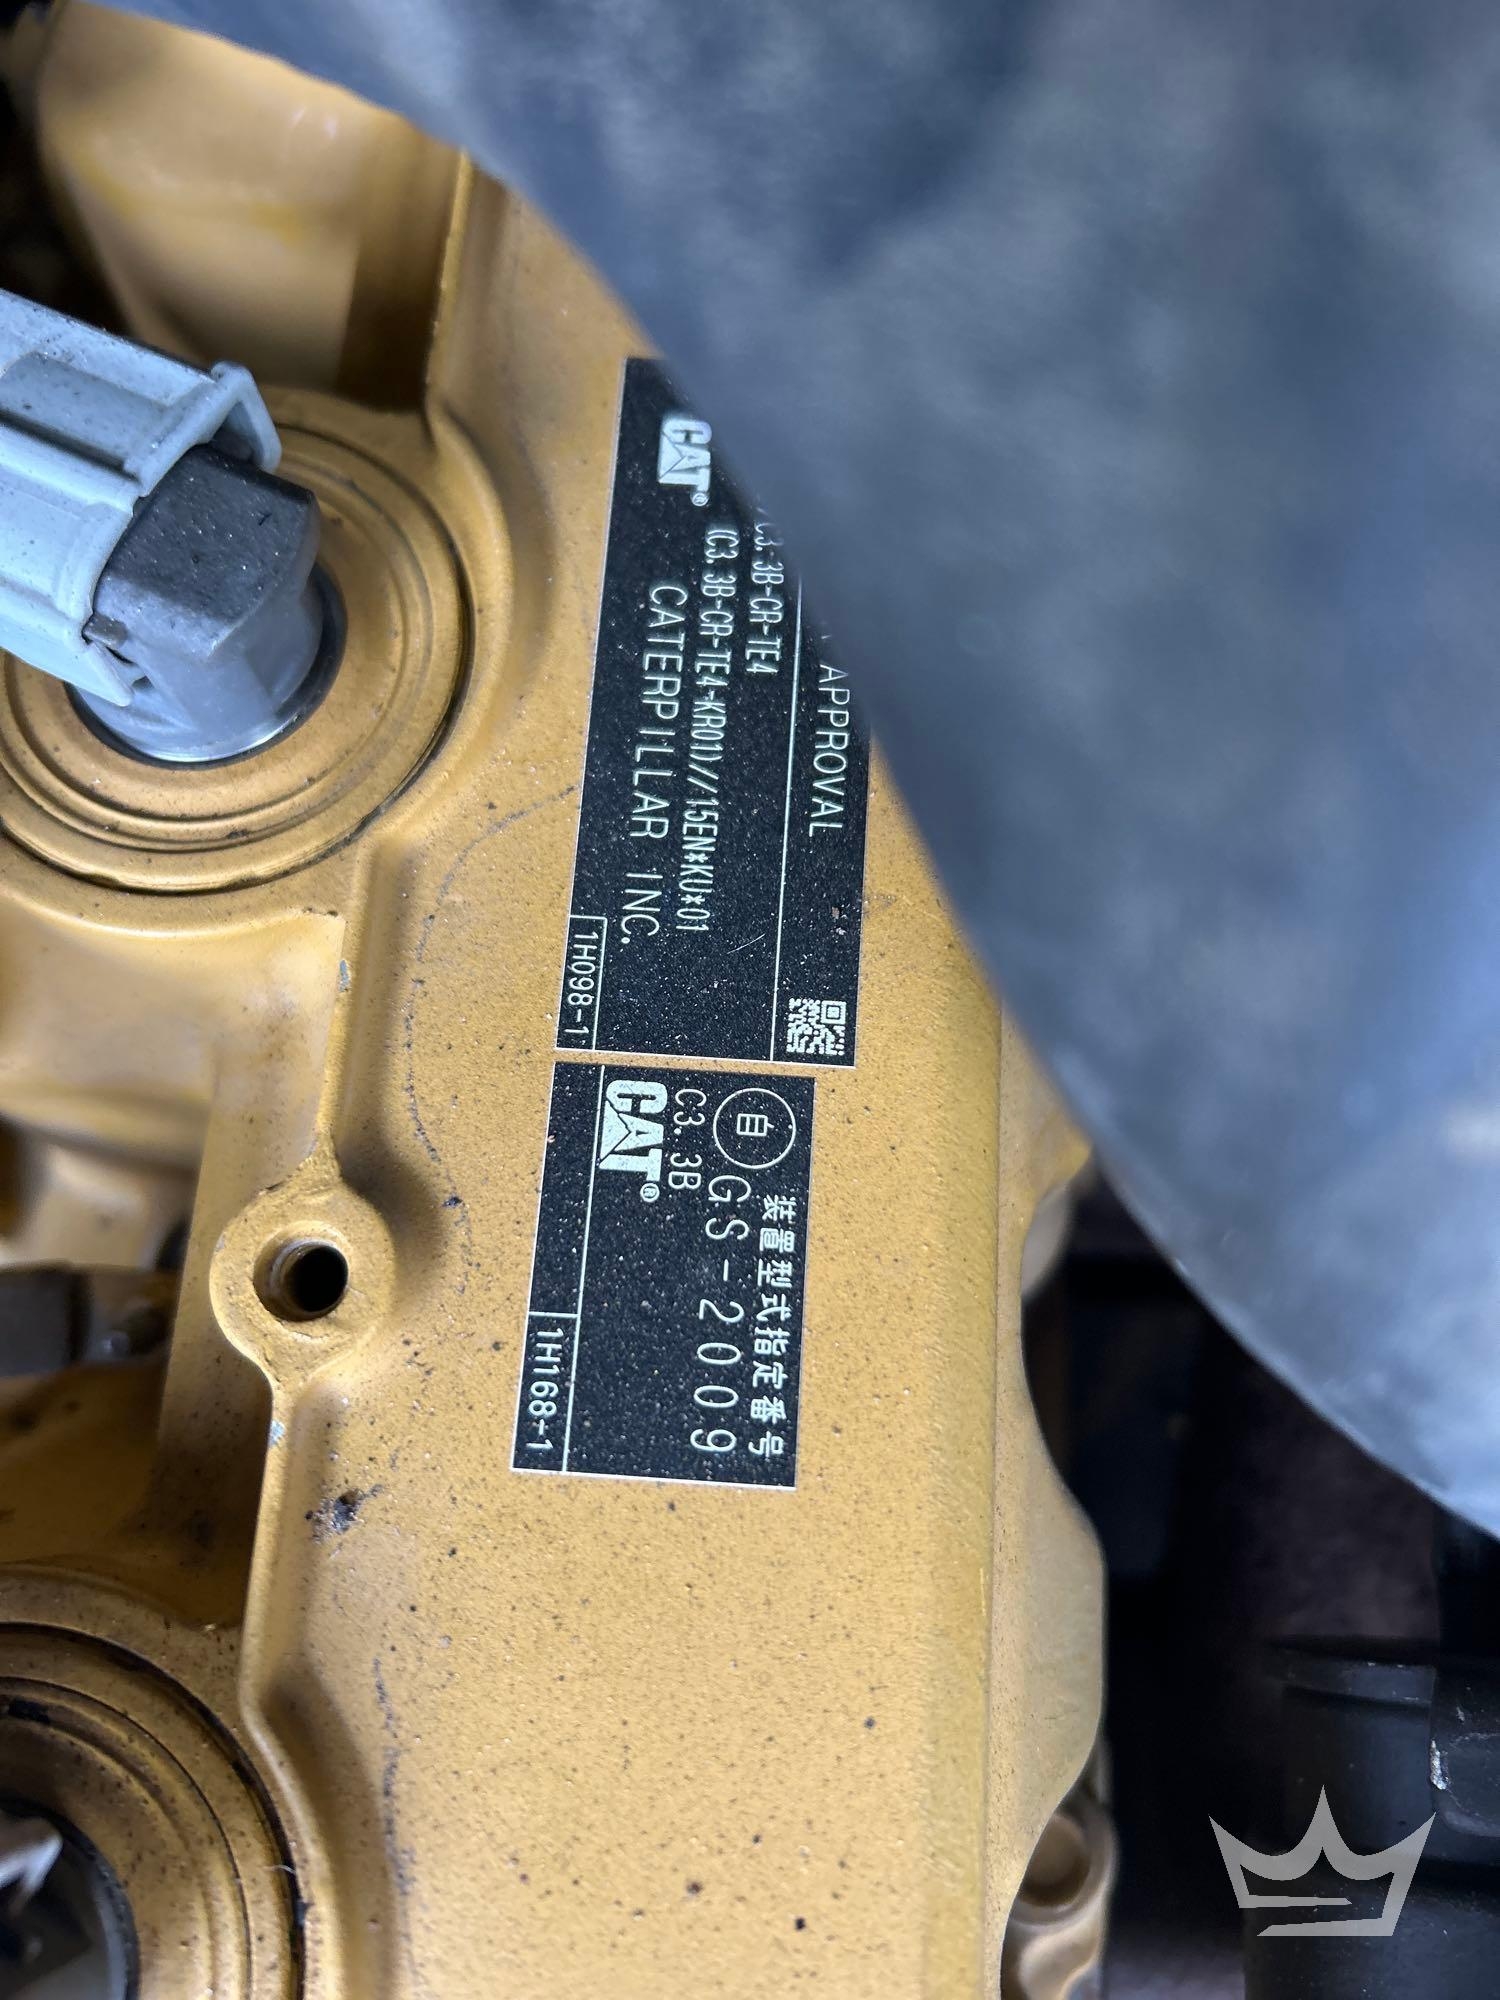 APPROVAL
C3.3B-CR-TE4
(C3.3B-CR-TE4-KR01)//15EN*KU*01
CAT®
CATERPILLAR INC.
1H098-1
装置型式指定番号
自 GS-2009
C3.3B
CAT®
1H168-1